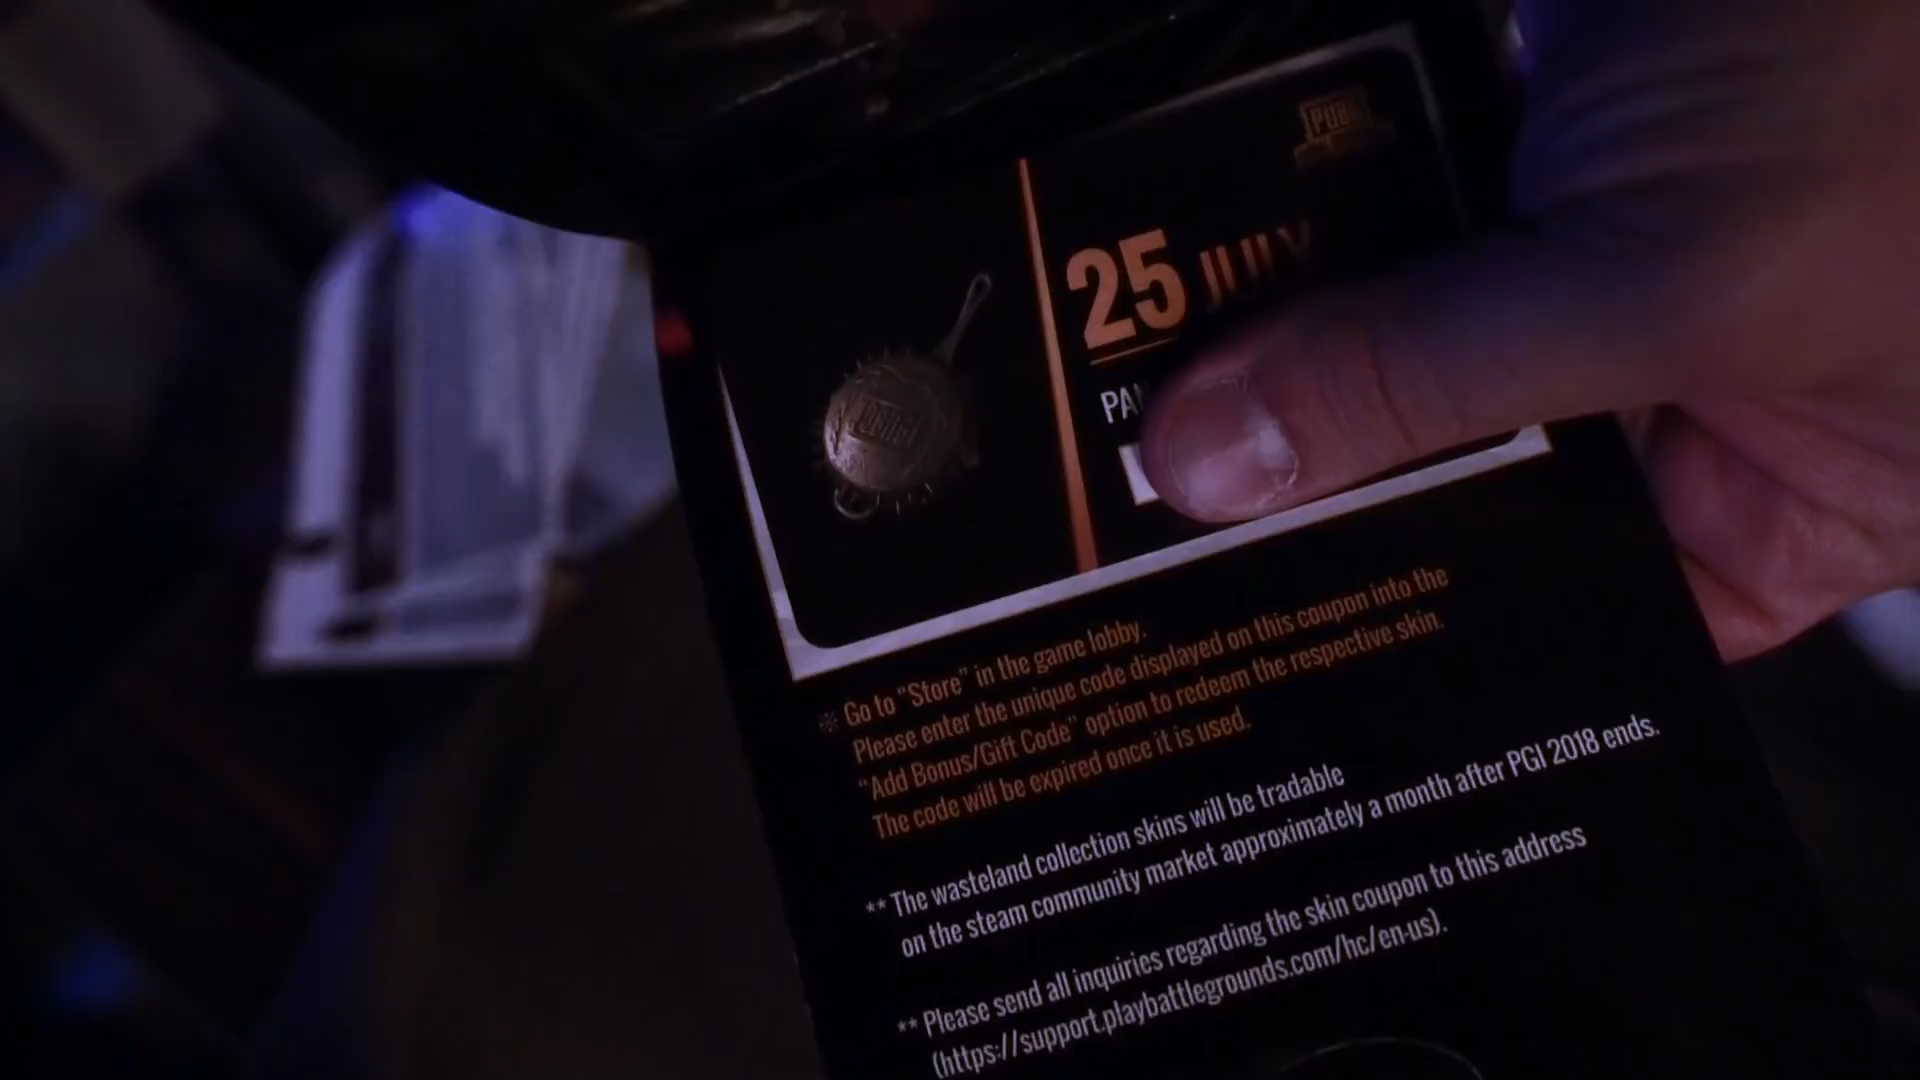 PUBG
25 JULY
※ Go to “Store” in the game lobby.
Please enter the unique code displayed on this coupon into the
“Add Bonus/Gift Code” option to redeem the respective skin.
The code will be expired once it is used.
** The wasteland collection skins will be tradable
on the steam community market approximately a month after PGI 2018 ends.
** Please send all inquiries regarding the skin coupon to this address
(https://support.playbattlegrounds.com/hc/en-us).